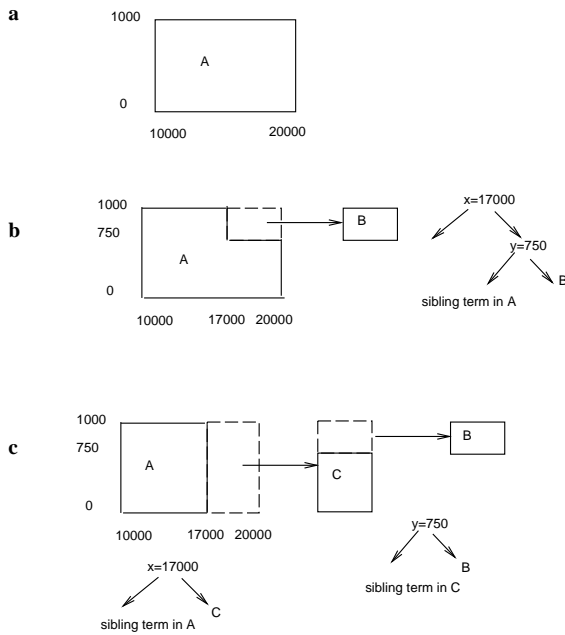 a
1000
A
0
10000 20000
1000
750
b
A
0
10000 17000 20000
B
x=17000
y=750
sibling term in A
B
c
1000
750
A
0
10000 17000 20000
C
B
x=17000
sibling term in A
C
y=750
sibling term in C
B